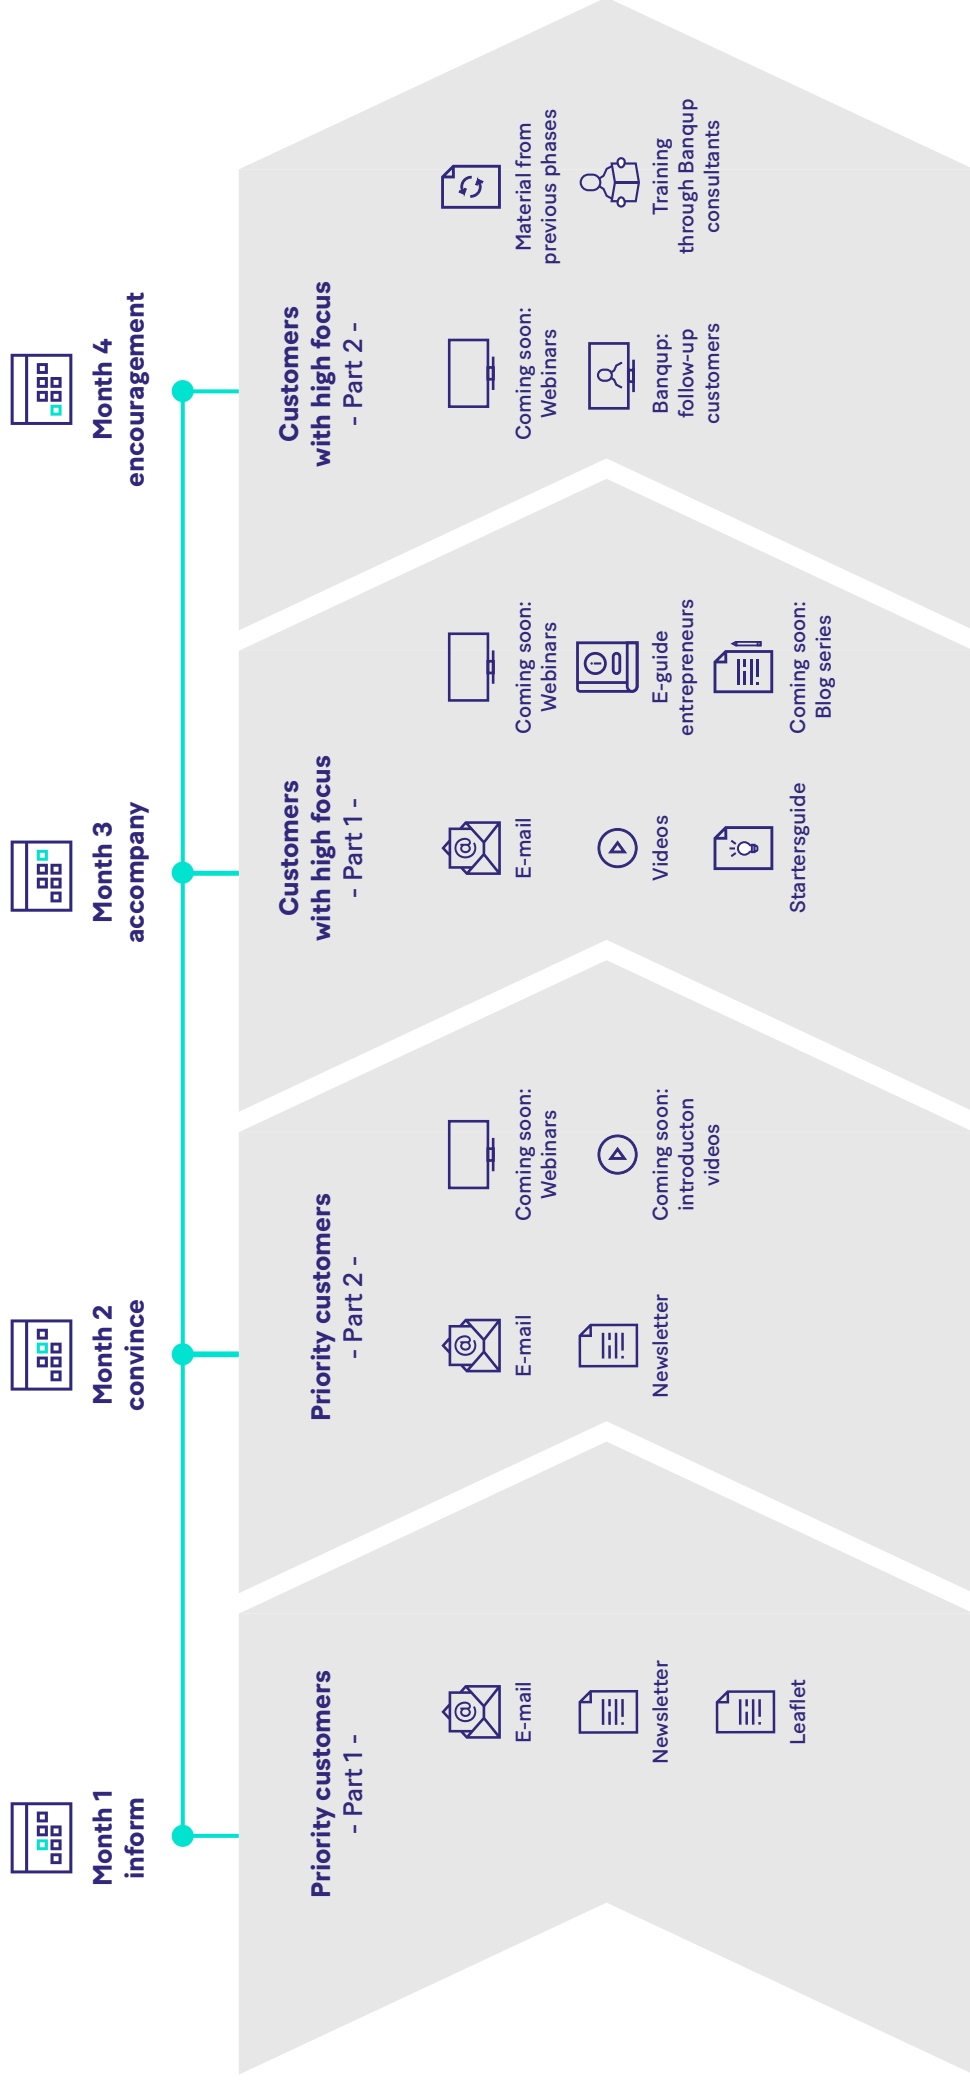 Month 1
inform
Priority customers
- Part 1 -
E-mail
Newsletter
Leaflet
Month 2
convince
Priority customers
- Part 2 -
E-mail
Coming soon:
Webinars
Newsletter
Coming soon:
introducton
videos
Month 3
accompany
Customers
with high focus
- Part 1 -
E-mail
Coming soon:
Webinars
Videos
E-guide
entrepreneurs
Startersguide
Coming soon:
Blog series
Month 4
encouragement
Customers
with high focus
- Part 2 -
Coming soon:
Webinars
Material from
previous phases
Banqup:
follow-up
customers
Training
through Banqup
consultants